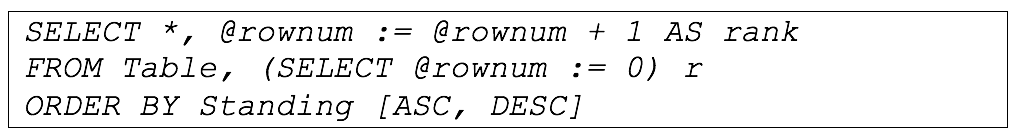 SELECT *, @rownum := @rownum + 1 AS rank
FROM Table, (SELECT @rownum := 0) r
ORDER BY Standing [ASC, DESC]